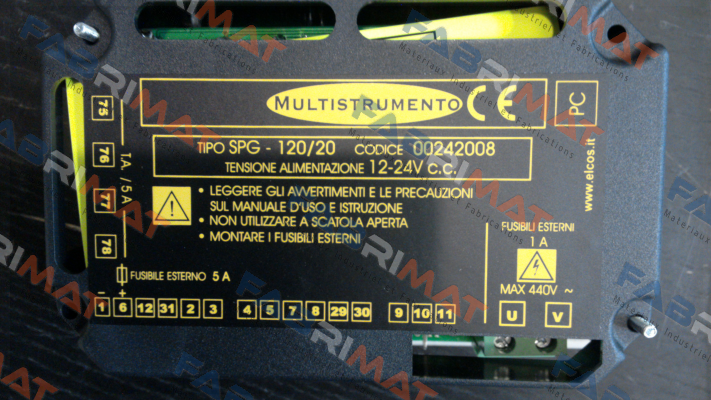 MULTISTRUMENTO CE PC
TIPO SPG - 120/20 CODICE 00242008
TENSIONE ALIMENTAZIONE 12-24V c.c.
75
76
1A. / 5A
77
78
• LEGGERE GLI AVVERTIMENTI E LE PRECAUZIONI
SUL MANUALE D'USO E ISTRUZIONE
• NON UTILIZZARE A SCATOLA APERTA
• MONTARE I FUSIBILI ESTERNI
www.elcos.it
FUSIBILE ESTERNO 5 A
FUSIBILI ESTERNI
1 A
MAX 440V ~
U V
- +
1 6 12 31 2 3 4 5 7 8 29 30 9 10 11
FABRIMAT
Materiaux Industriels Fabrications